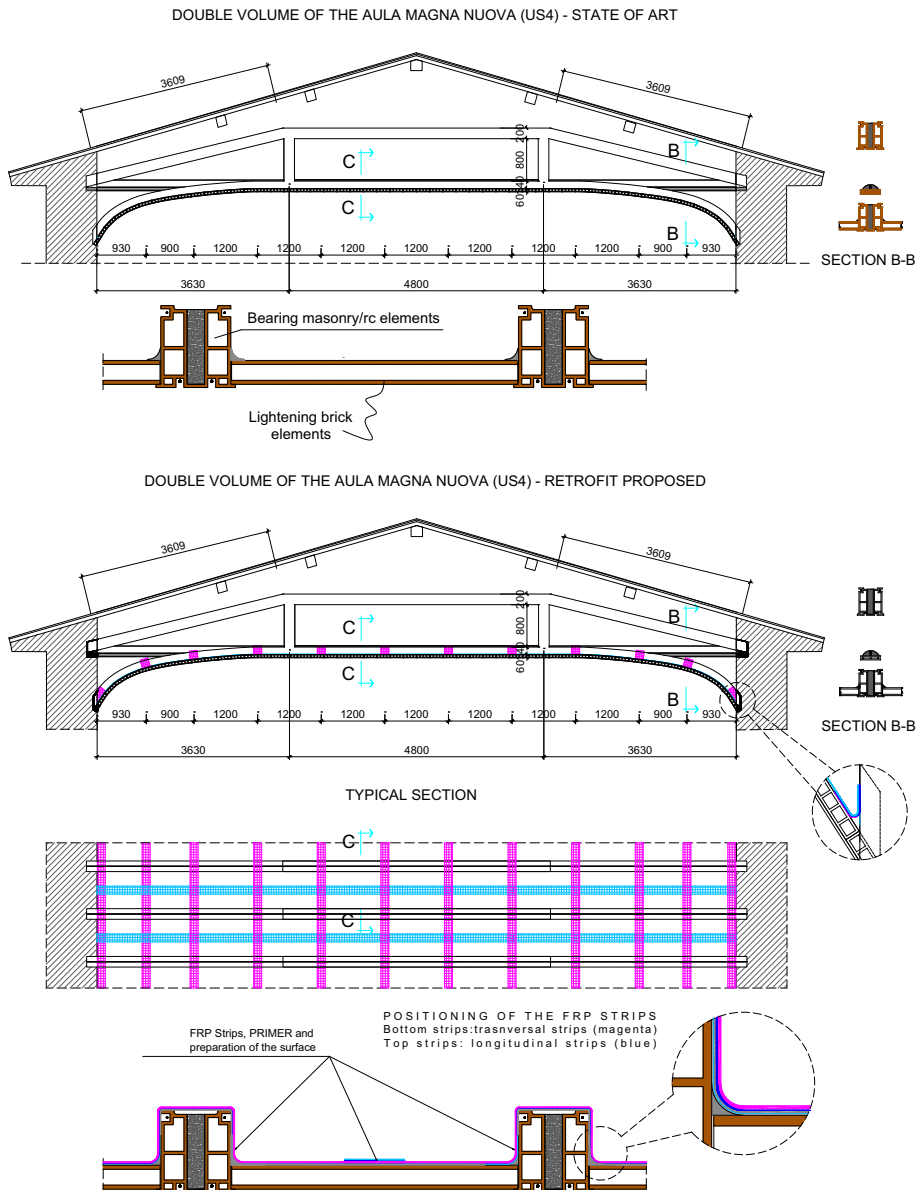 DOUBLE VOLUME OF THE AULA MAGNA NUOVA (US4) - STATE OF ART
3609
3609
200
800
40
60
C
C
B
B
930 900 1200 1200 1200 1200 1200 1200 900 930
3630 4800 3630
SECTION B-B
Bearing masonry/rc elements
Lightening brick
elements
DOUBLE VOLUME OF THE AULA MAGNA NUOVA (US4) - RETROFIT PROPOSED
3609
3609
200
800
40
60
C
C
B
B
930 900 1200 1200 1200 1200 1200 1200 900 930
3630 4800 3630
SECTION B-B
TYPICAL SECTION
C
C
POSITIONING OF THE FRP STRIPS
Bottom strips:trasnversal strips (magenta)
Top strips: longitudinal strips (blue)
FRP Strips, PRIMER and
preparation of the surface